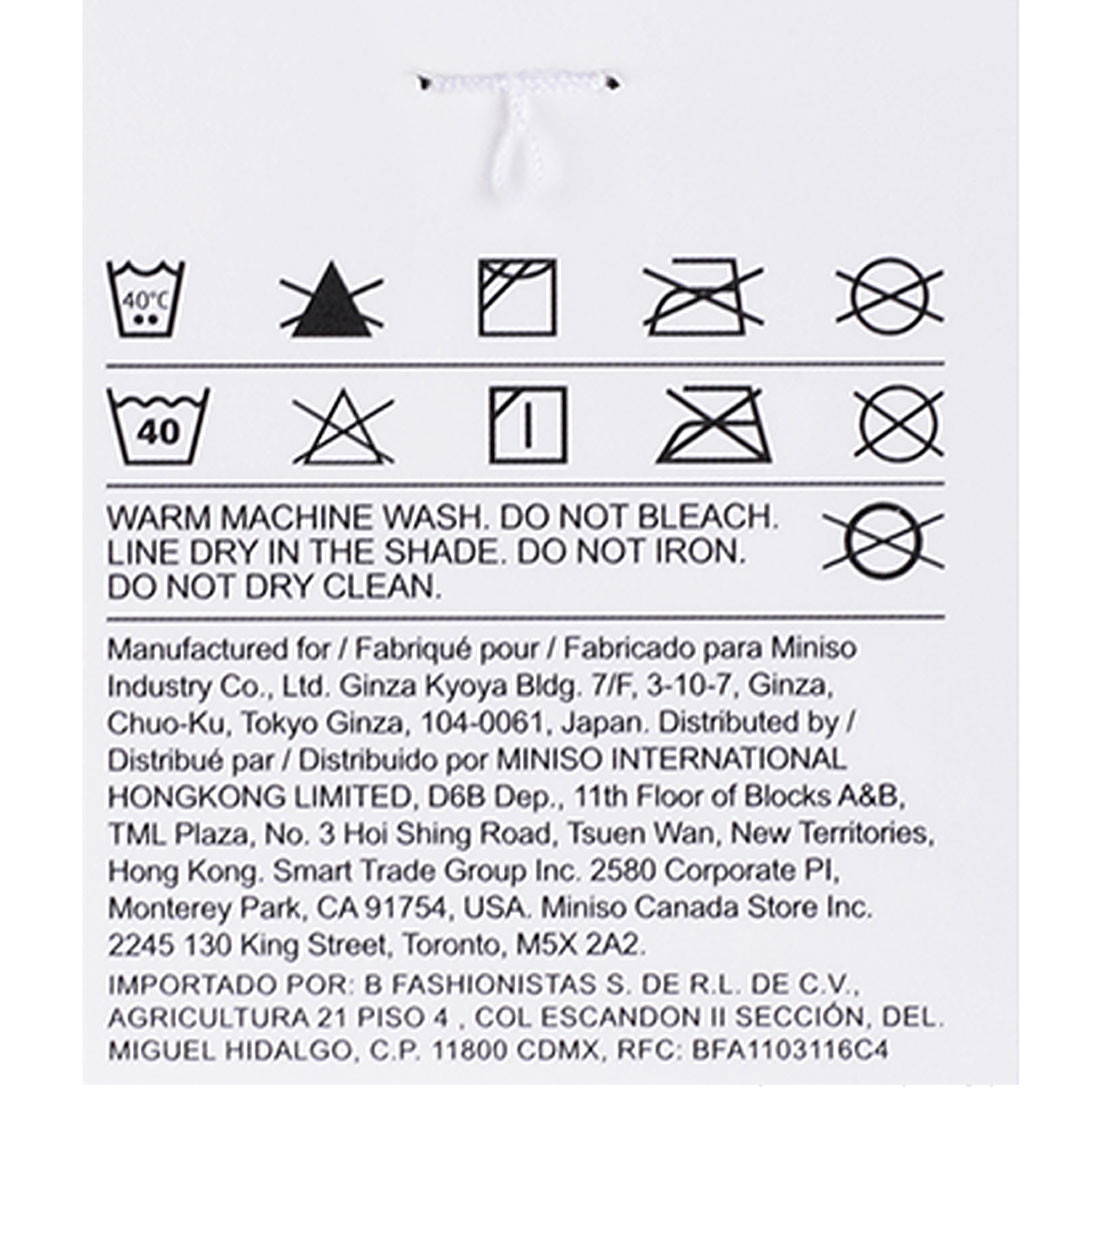 40°C
40
WARM MACHINE WASH. DO NOT BLEACH.
LINE DRY IN THE SHADE. DO NOT IRON.
DO NOT DRY CLEAN.
Manufactured for / Fabriqué pour / Fabricado para Miniso
Industry Co., Ltd. Ginza Kyoya Bldg. 7/F, 3-10-7, Ginza,
Chuo-Ku, Tokyo Ginza, 104-0061, Japan. Distributed by /
Distribué par / Distribuido por MINISO INTERNATIONAL
HONGKONG LIMITED, D6B Dep., 11th Floor of Blocks A&B,
TML Plaza, No. 3 Hoi Shing Road, Tsuen Wan, New Territories,
Hong Kong. Smart Trade Group Inc. 2580 Corporate Pl,
Monterey Park, CA 91754, USA. Miniso Canada Store Inc.
2245 130 King Street, Toronto, M5X 2A2.
IMPORTADO POR: B FASHIONISTAS S. DE R.L. DE C.V.,
AGRICULTURA 21 PISO 4 , COL ESCANDON II SECCIÓN, DEL.
MIGUEL HIDALGO, C.P. 11800 CDMX, RFC: BFA1103116C4